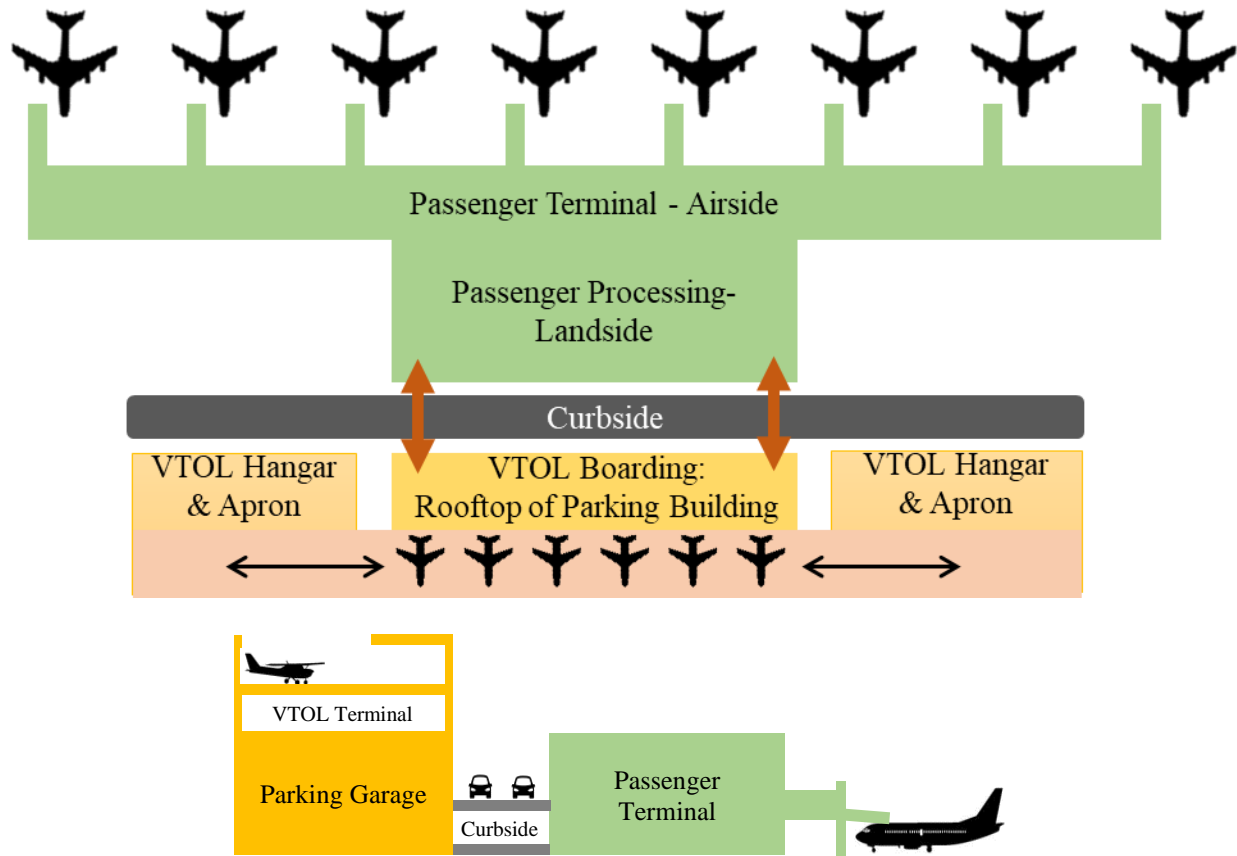 Passenger Terminal - Airside
Passenger Processing-
Landside
Curbside
VTOL Hangar
& Apron
VTOL Boarding:
Rooftop of Parking Building
VTOL Hangar
& Apron
VTOL Terminal
Parking Garage
Curbside
Passenger
Terminal